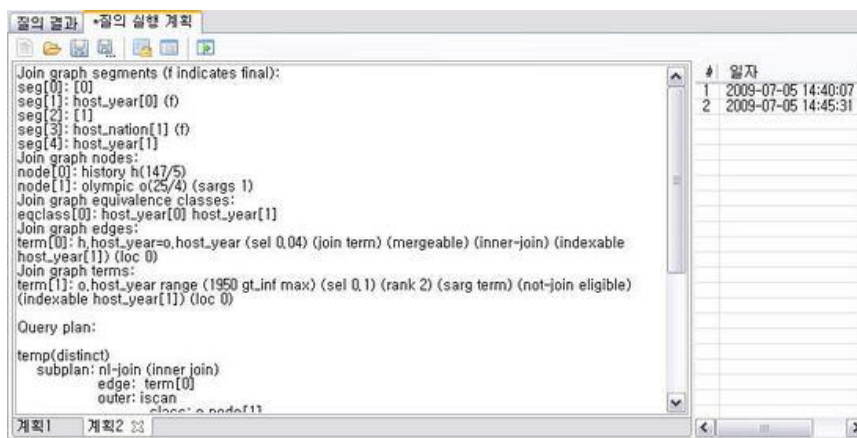 질의 결과 *질의 실행 계획
Join graph segments (f indicates final):
seg[0]: [0]
seg[1]: host_year[0] (f)
seg[2]: [1]
seg[3]: host_nation[1] (f)
seg[4]: host_year[1]
Join graph nodes:
node[0]: history h(147/5)
node[1]: olympic o(25/4) (sargs 1)
Join graph equivalence classes:
eqclass[0]: host_year[0] host_year[1]
Join graph edges:
term[0]: h.host_year=o.host_year (sel 0.04) (join term) (mergeable) (inner-join) (indexable
host_year[1]) (loc 0)
Join graph terms:
term[1]: o.host_year range (1950 gt_inf max) (sel 0.1) (rank 2) (sarg term) (not-join eligible)
(indexable host_year[1]) (loc 0)
Query plan:
temp(distinct)
subplan: nl-join (inner join)
edge: term[0]
outer: iscan
class: o node[1]
계획1 계획2
# 일자
1 2009-07-05 14:40:07
2 2009-07-05 14:45:31